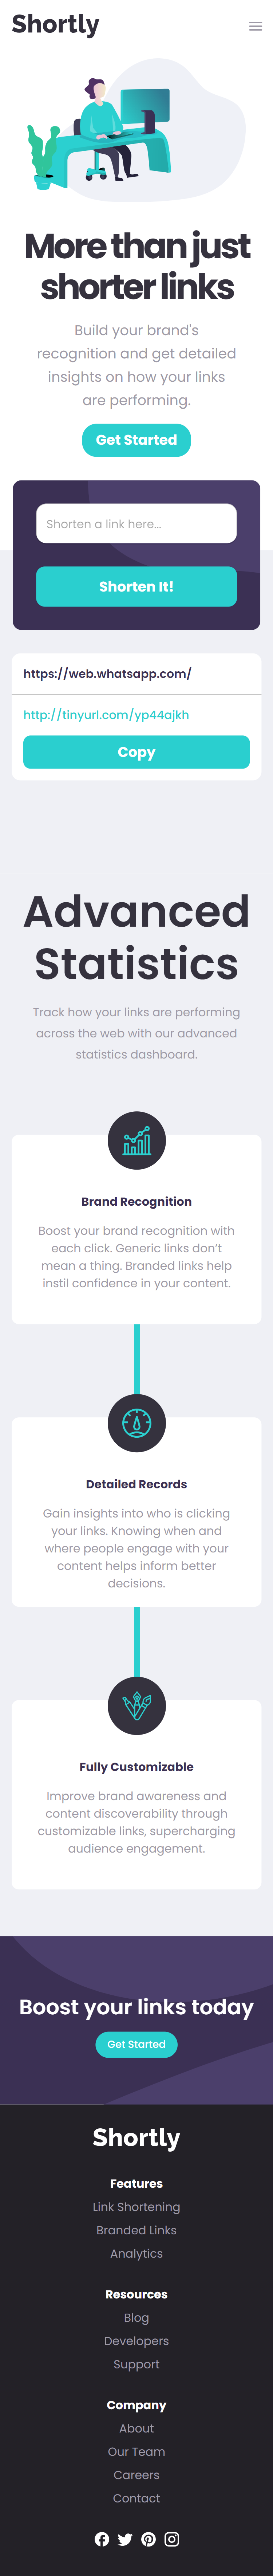 Shortly
More than just
shorter links
Build your brand's
recognition and get detailed
insights on how your links
are performing.
Get Started
Shorten a link here...
Shorten It!
https://web.whatsapp.com/
http://tinyurl.com/yp44ajkh
Copy
Advanced
Statistics
Track how your links are performing
across the web with our advanced
statistics dashboard.
Brand Recognition
Boost your brand recognition with
each click. Generic links don't
mean a thing. Branded links help
instil confidence in your content.
Detailed Records
Gain insights into who is clicking
your links. Knowing when and
where people engage with your
content helps inform better
decisions.
Fully Customizable
Improve brand awareness and
content discoverability through
customizable links, supercharging
audience engagement.
Boost your links today
Get Started
Shortly
Features
Link Shortening
Branded Links
Analytics
Resources
Blog
Developers
Support
Company
About
Our Team
Careers
Contact